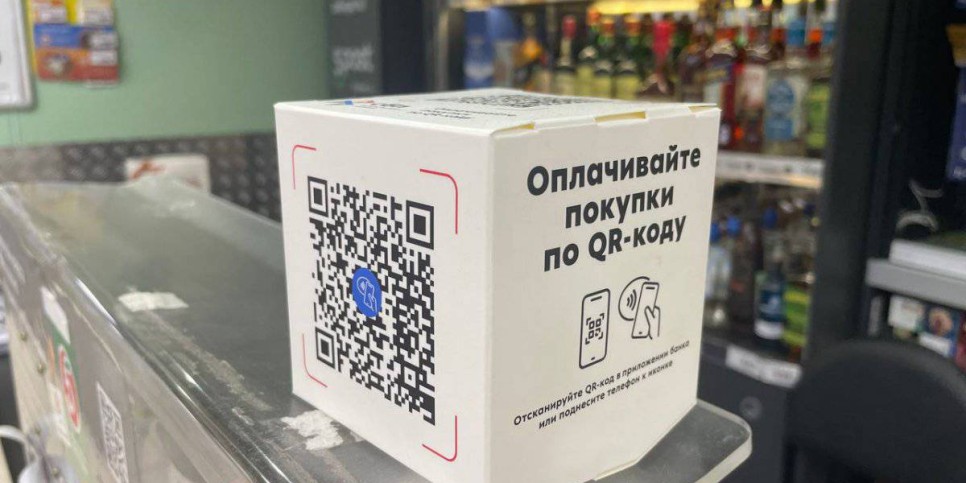 Оплачивайте
покупки
по QR-коду
Отсканируйте QR-код в приложении банка
или поднесите телефон к иконке